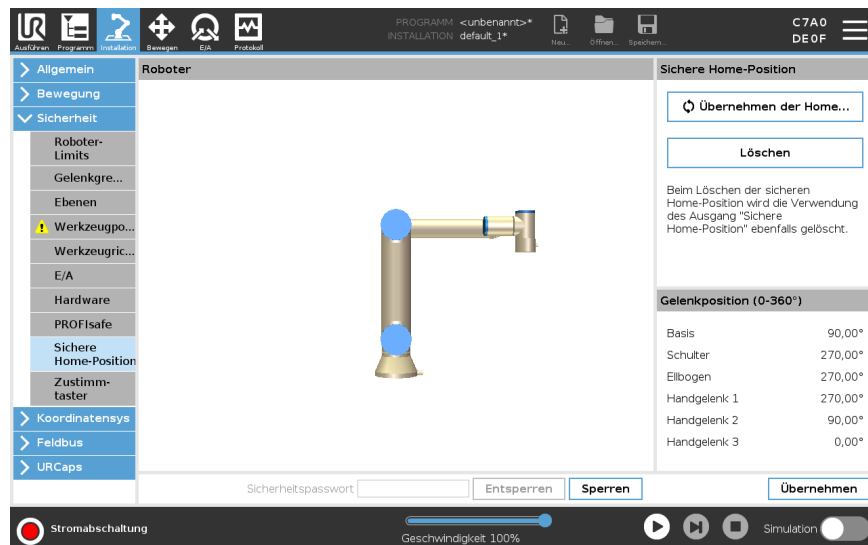 PROGRAMM <unbenannt>*
INSTALLATION default_1*
Ausführen Programm Installation Bewegen E/A Protokoll
Neu... Öffnen... Speichern...
C7A0
DE0F
Allgemein
Bewegung
Sicherheit
Roboter-
Limits
Gelenkgre...
Ebenen
Werkzeugpo...
Werkzeugric...
E/A
Hardware
PROFIsafe
Sichere
Home-Position
Zustimm-
taster
Koordinatensys
Feldbus
URCaps
Roboter
Sichere Home-Position
Übernehmen der Home...
Löschen
Beim Löschen der sicheren
Home-Position wird die Verwendung
des Ausgang "Sichere
Home-Position" ebenfalls gelöscht.
Gelenkposition (0-360°)
Basis 90,00°
Schulter 270,00°
Ellbogen 270,00°
Handgelenk 1 270,00°
Handgelenk 2 90,00°
Handgelenk 3 0,00°
Sicherheitspasswort Entsperren Sperren Übernehmen
Stromabschaltung
Geschwindigkeit 100%
Simulation